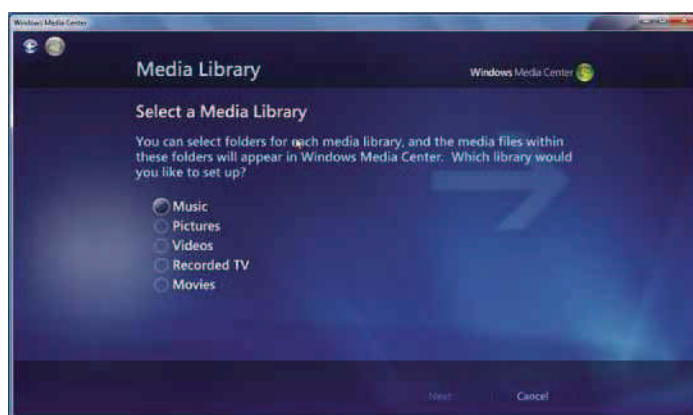 Windows Media Center
Media Library
Windows Media Center
Select a Media Library
You can select folders for each media library, and the media files within
these folders will appear in Windows Media Center. Which library would
you like to set up?
Music
Pictures
Videos
Recorded TV
Movies
Next
Cancel